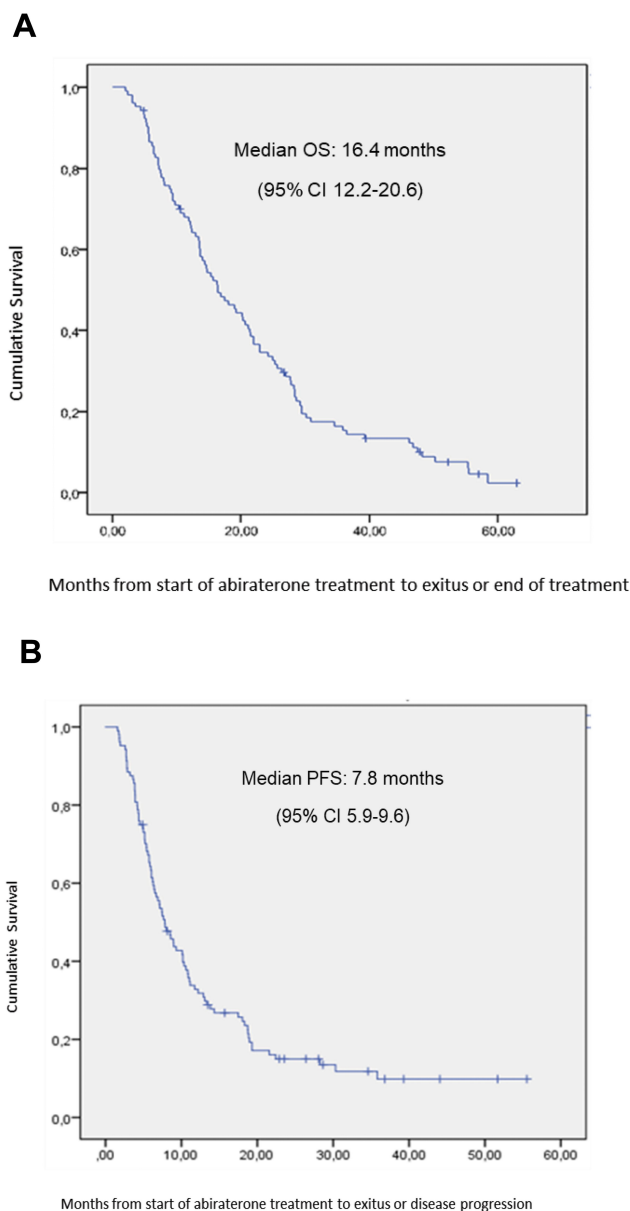 A
1,0
0,8
0,6
0,4
0,2
0,0
Cumulative Survival
Median OS: 16.4 months
(95% CI 12.2-20.6)
0,00 20,00 40,00 60,00
Months from start of abiraterone treatment to exitus or end of treatment
B
1,0
0,8
0,6
0,4
0,2
0,0
Cumulative Survival
Median PFS: 7.8 months
(95% CI 5.9-9.6)
,00 10,00 20,00 30,00 40,00 50,00 60,00
Months from start of abiraterone treatment to exitus or disease progression